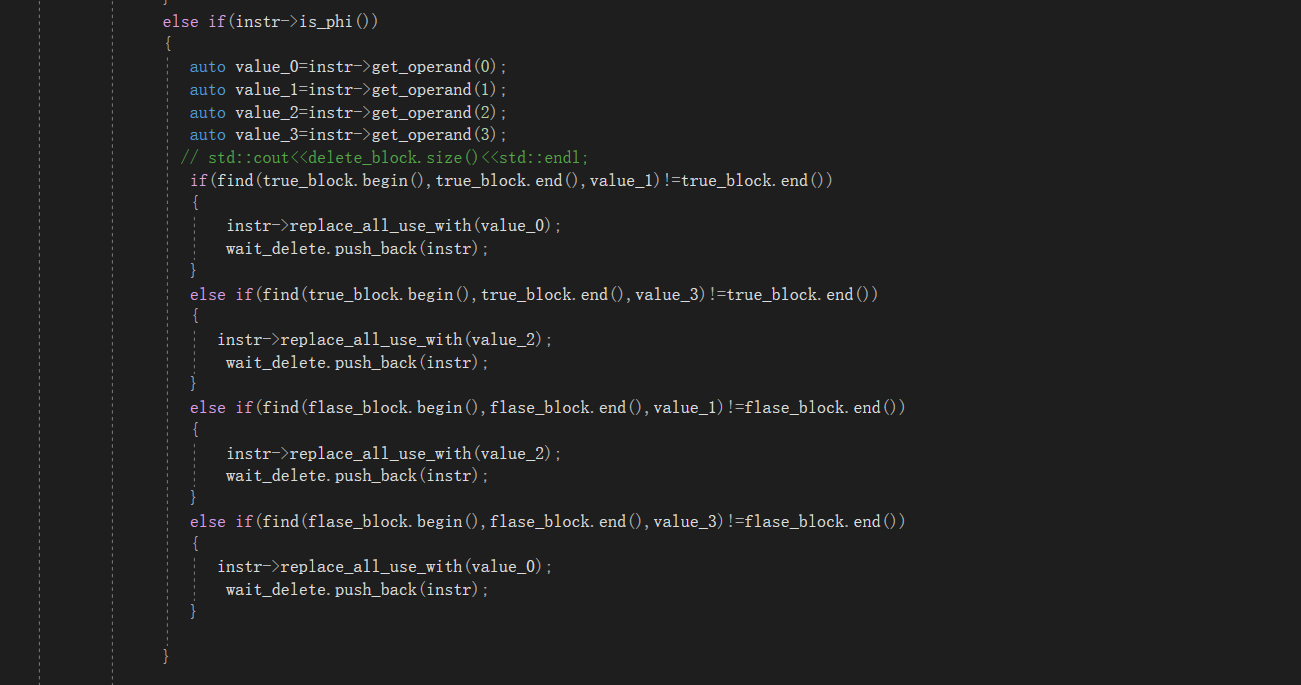 }
else if(instr->is_phi())
{
auto value_0=instr->get_operand(0);
auto value_1=instr->get_operand(1);
auto value_2=instr->get_operand(2);
auto value_3=instr->get_operand(3);
// std::cout<<delete_block.size()<<std::endl;
if(find(true_block.begin(),true_block.end(),value_1)!=true_block.end())
{
instr->replace_all_use_with(value_0);
wait_delete.push_back(instr);
}
else if(find(true_block.begin(),true_block.end(),value_3)!=true_block.end())
{
instr->replace_all_use_with(value_2);
wait_delete.push_back(instr);
}
else if(find(flase_block.begin(),flase_block.end(),value_1)!=flase_block.end())
{
instr->replace_all_use_with(value_2);
wait_delete.push_back(instr);
}
else if(find(flase_block.begin(),flase_block.end(),value_3)!=flase_block.end())
{
instr->replace_all_use_with(value_0);
wait_delete.push_back(instr);
}
}